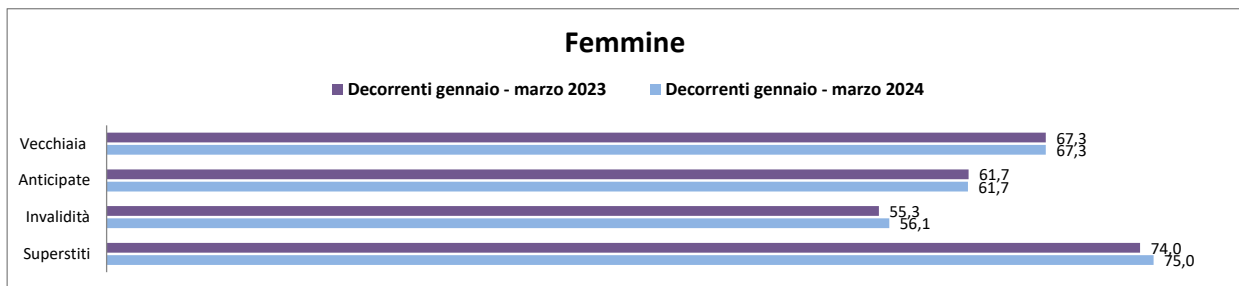 Femmine
Decorrenti gennaio - marzo 2023 Decorrenti gennaio - marzo 2024
Vecchiaia 67,3
67,3
Anticipate 61,7
61,7
Invalidità 55,3
56,1
Superstiti 74,0
75,0